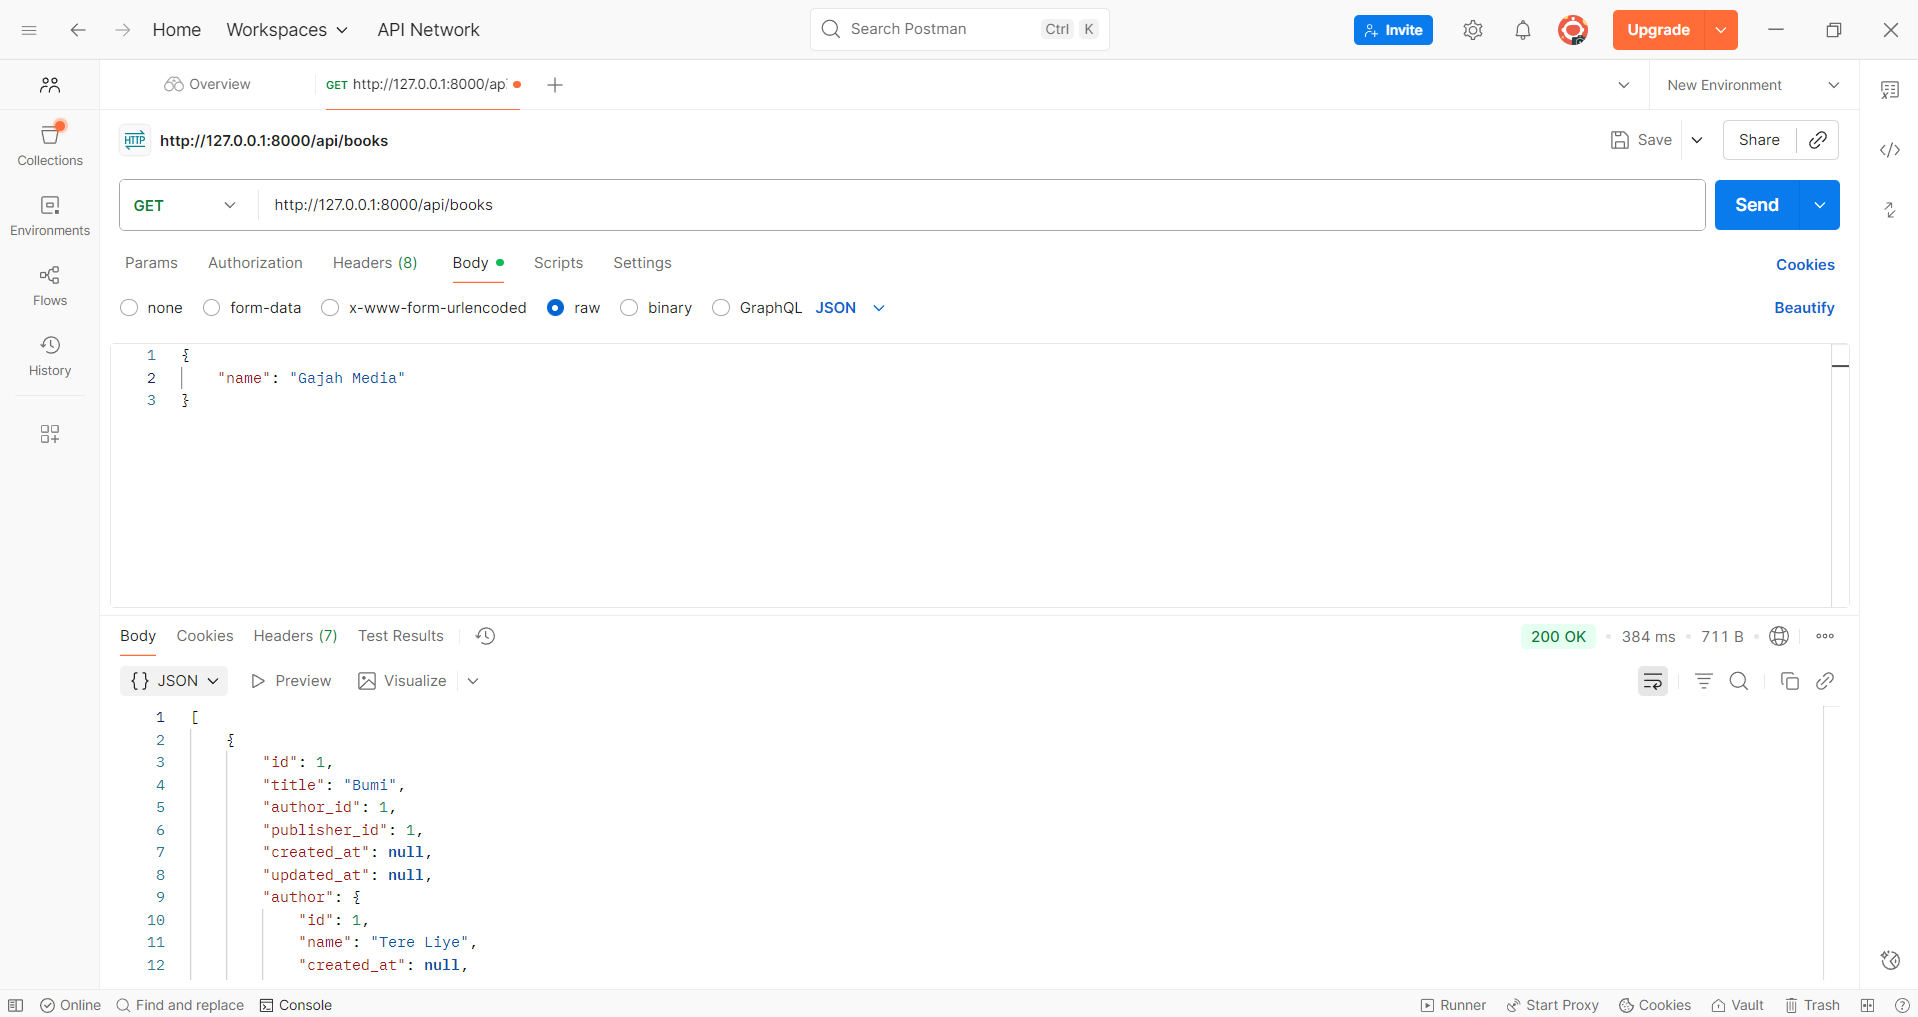 Home Workspaces API Network Search Postman Ctrl K Invite Upgrade
Overview GET http://127.0.0.1:8000/ap New Environment
HTTP http://127.0.0.1:8000/api/books Save Share
Collections
GET http://127.0.0.1:8000/api/books Send
Environments
Params Authorization Headers (8) Body Scripts Settings Cookies
none form-data x-www-form-urlencoded raw binary GraphQL JSON Beautify
Flows
History
1 {
2 "name": "Gajah Media"
3 }
Body Cookies Headers (7) Test Results 200 OK 384 ms 711 B
{} JSON Preview Visualize
1 [
2 {
3 "id": 1,
4 "title": "Bumi",
5 "author_id": 1,
6 "publisher_id": 1,
7 "created_at": null,
8 "updated_at": null,
9 "author": {
10 "id": 1,
11 "name": "Tere Liye",
12 "created_at": null,
Online Find and replace Console Runner Start Proxy Cookies Vault Trash